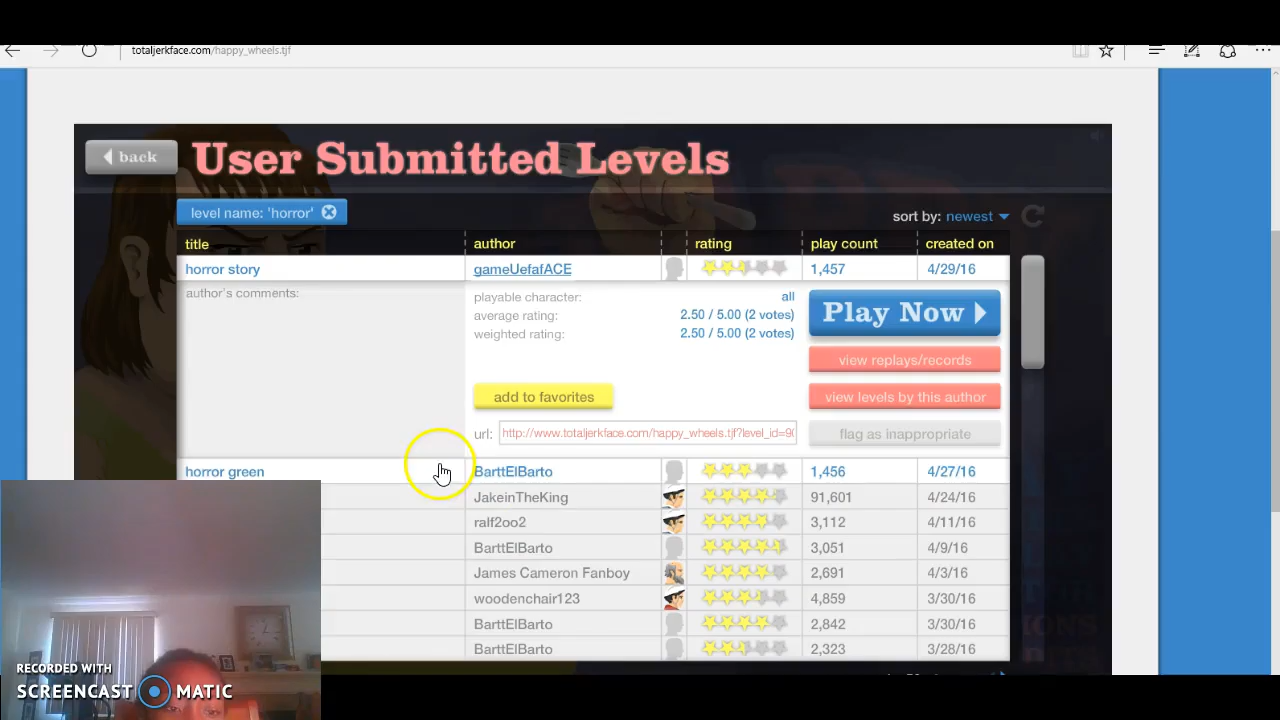 totaljerkface.com/happy_wheels.tjf
back
User Submitted Levels
level name: 'horror'
sort by: newest
title author rating play count created on
horror story gameUefafACE 1,457 4/29/16
author's comments:
playable character: all
average rating: 2.50 / 5.00 (2 votes)
weighted rating: 2.50 / 5.00 (2 votes)
Play Now
view replays/records
add to favorites
view levels by this author
url: http://www.totaljerkface.com/happy_wheels.tjf?level_id=90
flag as inappropriate
horror green BarttElBarto 1,456 4/27/16
JakeinTheKing 91,601 4/24/16
ralf2oo2 3,112 4/11/16
BarttElBarto 3,051 4/9/16
James Cameron Fanboy 2,691 4/3/16
woodenchair123 4,859 3/30/16
BarttElBarto 2,842 3/30/16
BarttElBarto 2,323 3/28/16
RECORDED WITH
SCREENCAST MATIC